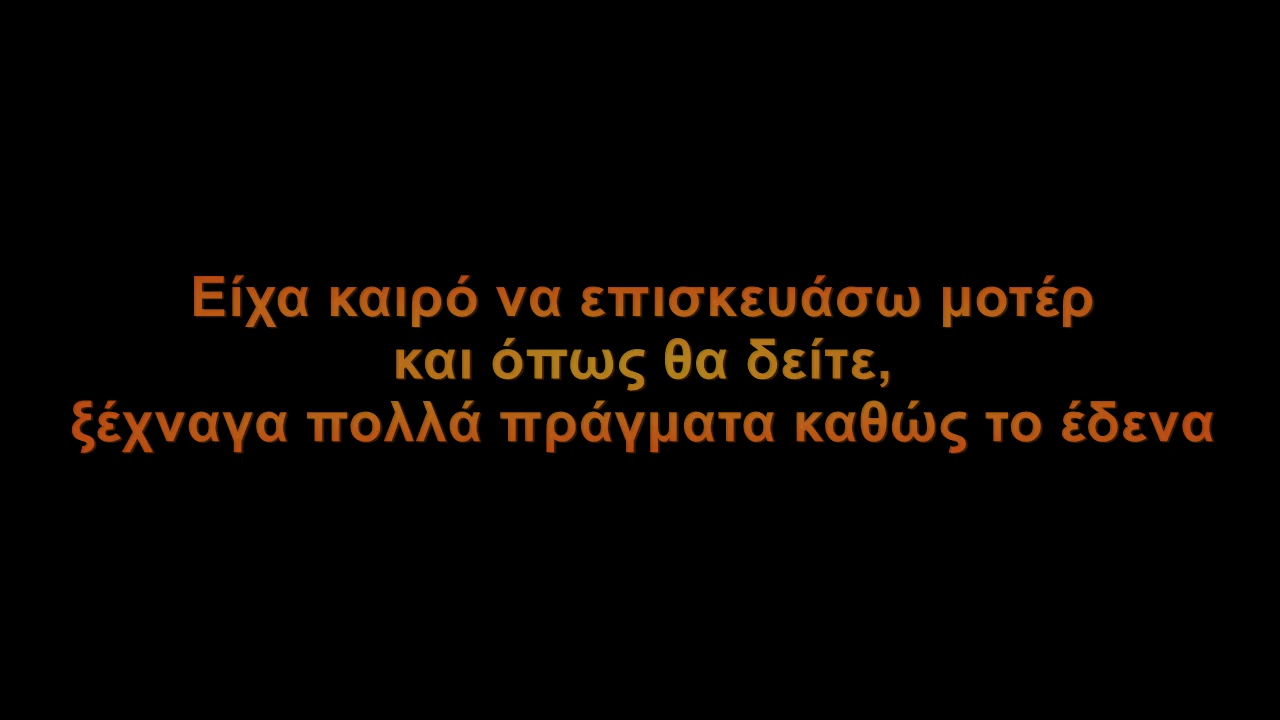 Είχα καιρό να επισκευάσω μοτέρ
και όπως θα δείτε,
ξέχναγα πολλά πράγματα καθώς το έδενα